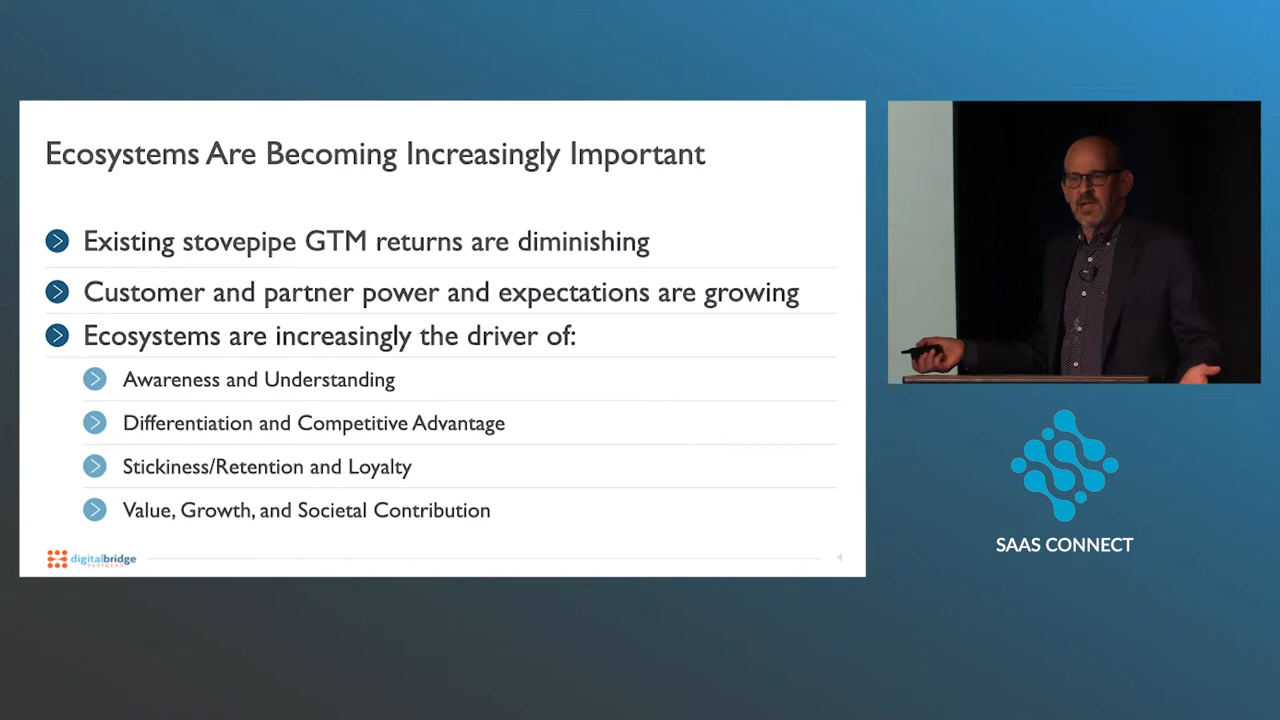 Ecosystems Are Becoming Increasingly Important
Existing stovepipe GTM returns are diminishing
Customer and partner power and expectations are growing
Ecosystems are increasingly the driver of:
Awareness and Understanding
Differentiation and Competitive Advantage
Stickiness/Retention and Loyalty
Value, Growth, and Societal Contribution
digitalbridge
PARTNERS
4
SAAS CONNECT